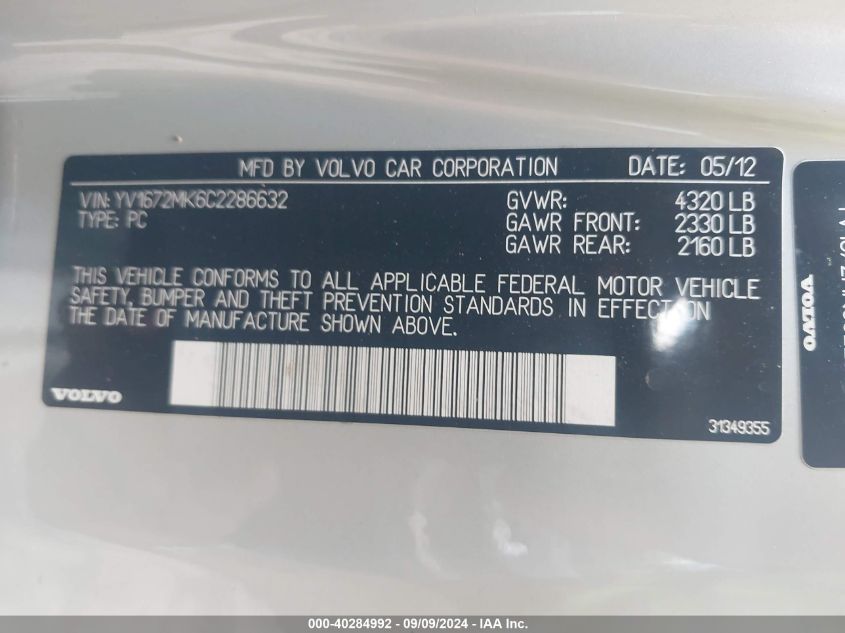 MFD BY VOLVO CAR CORPORATION DATE: 05/12
VIN: YV1672MK6C2286632 GVWR: 4320 LB
TYPE: PC GAWR FRONT: 2330 LB
GAWR REAR: 2160 LB
THIS VEHICLE CONFORMS TO ALL APPLICABLE FEDERAL MOTOR VEHICLE
SAFETY, BUMPER AND THEFT PREVENTION STANDARDS IN EFFECT ON
THE DATE OF MANUFACTURE SHOWN ABOVE.
VOLVO
31349355
VOLVO
000-40284992 - 09/09/2024 - IAA Inc.